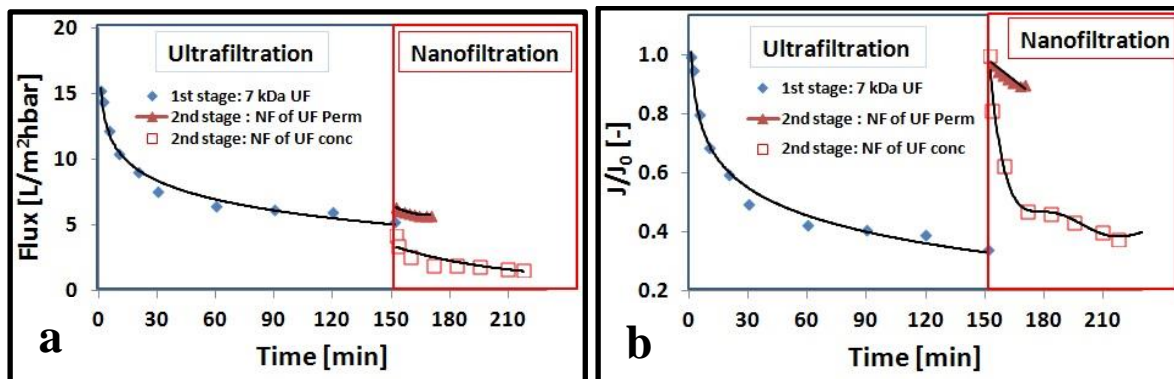 20
15
10
5
0
Flux [L/m²hbar]
Ultrafiltration
Nanofiltration
1st stage: 7 kDa UF
2nd stage : NF of UF Perm
2nd stage: NF of UF conc
0 30 60 90 120 150 180 210
Time [min]
a
1.0
0.8
0.6
0.4
0.2
J/J₀ [-]
Ultrafiltration
Nanofiltration
1st stage: 7 kDa UF
2nd stage : NF of UF Perm
2nd stage: NF of UF conc
0 30 60 90 120 150 180 210
Time [min]
b